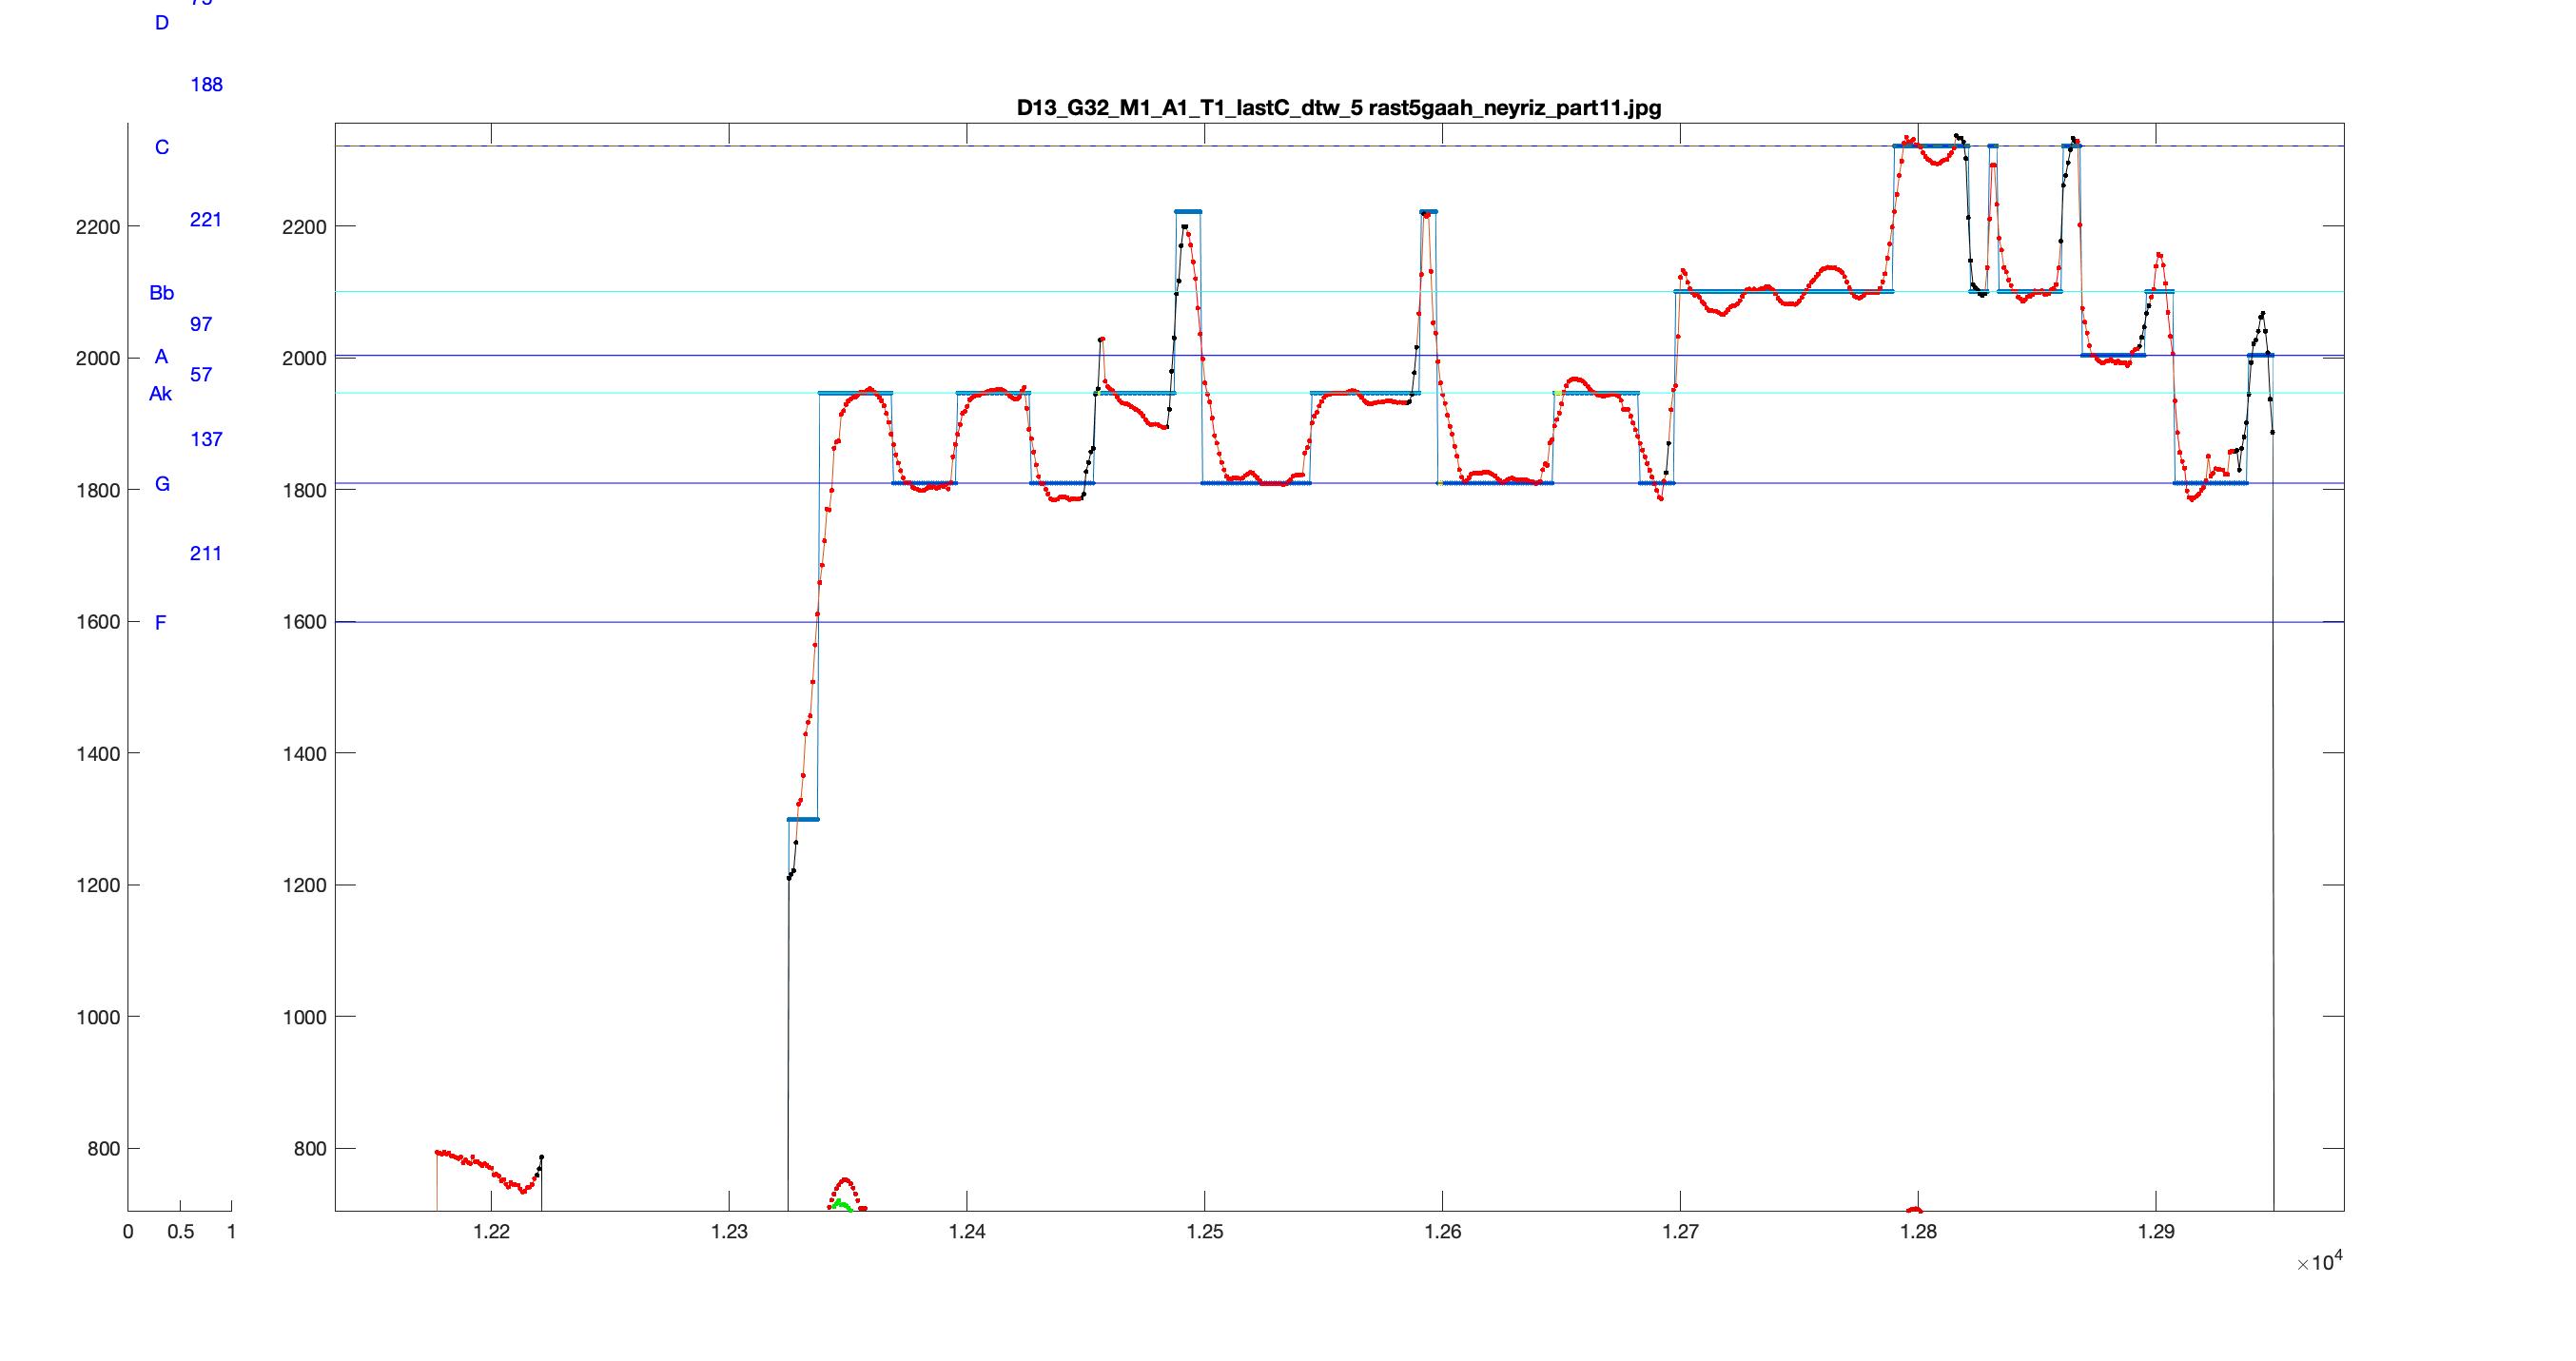 D
188
D13_G32_M1_A1_T1_lastC_dtw_5 rast5gaah_neyriz_part11.jpg
C
2200 221 2200
Bb
97
2000 A 2000
57
Ak
137
1800 G 1800
211
1600 F 1600
1400 1400
1200 1200
1000 1000
800 800
0 0.5 1 1.22 1.23 1.24 1.25 1.26 1.27 1.28 1.29
×10⁴